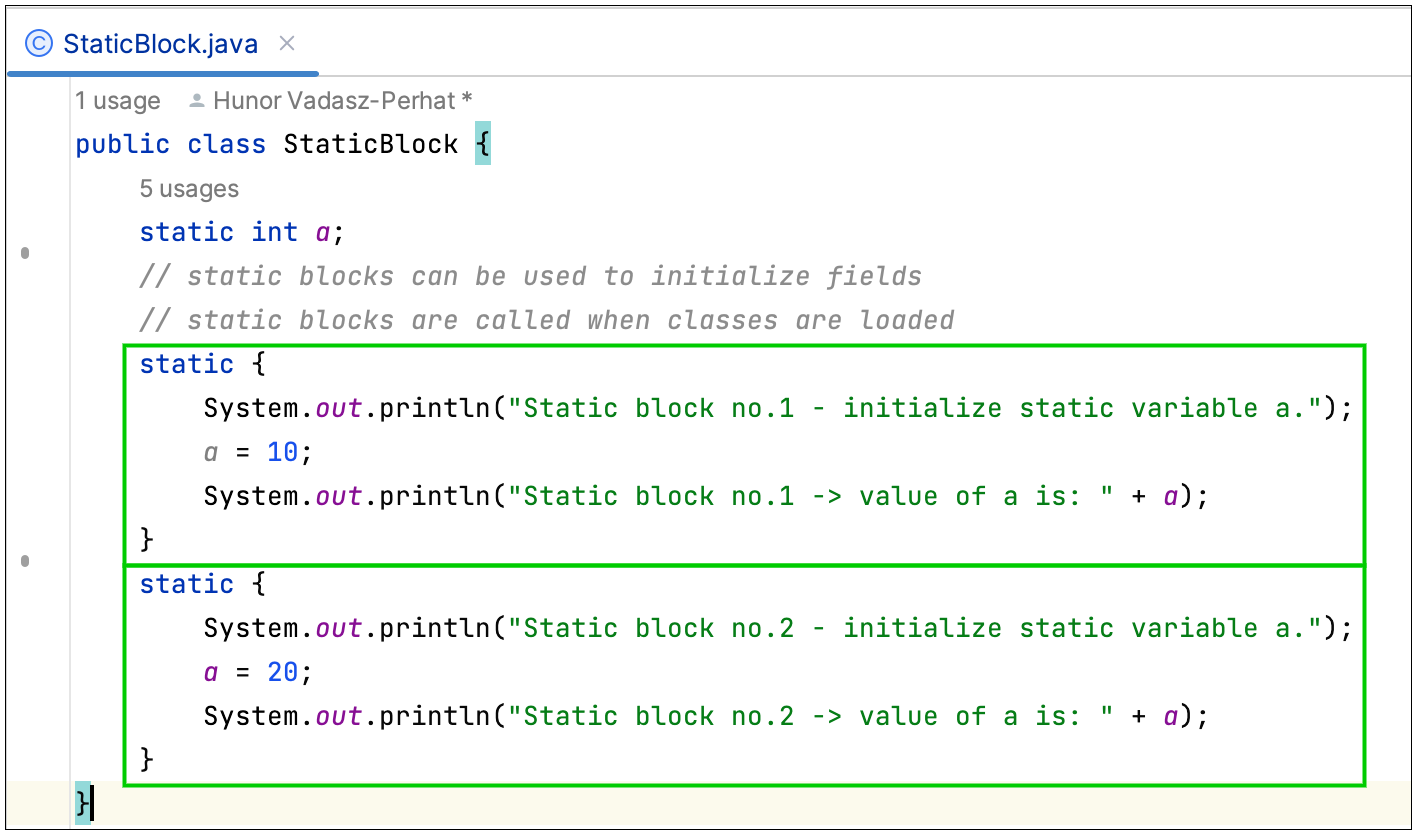 StaticBlock.java
1 usage Hunor Vadasz-Perhat *
public class StaticBlock {
5 usages
static int a;
// static blocks can be used to initialize fields
// static blocks are called when classes are loaded
static {
System.out.println("Static block no.1 - initialize static variable a.");
a = 10;
System.out.println("Static block no.1 -> value of a is: " + a);
}
static {
System.out.println("Static block no.2 - initialize static variable a.");
a = 20;
System.out.println("Static block no.2 -> value of a is: " + a);
}
}